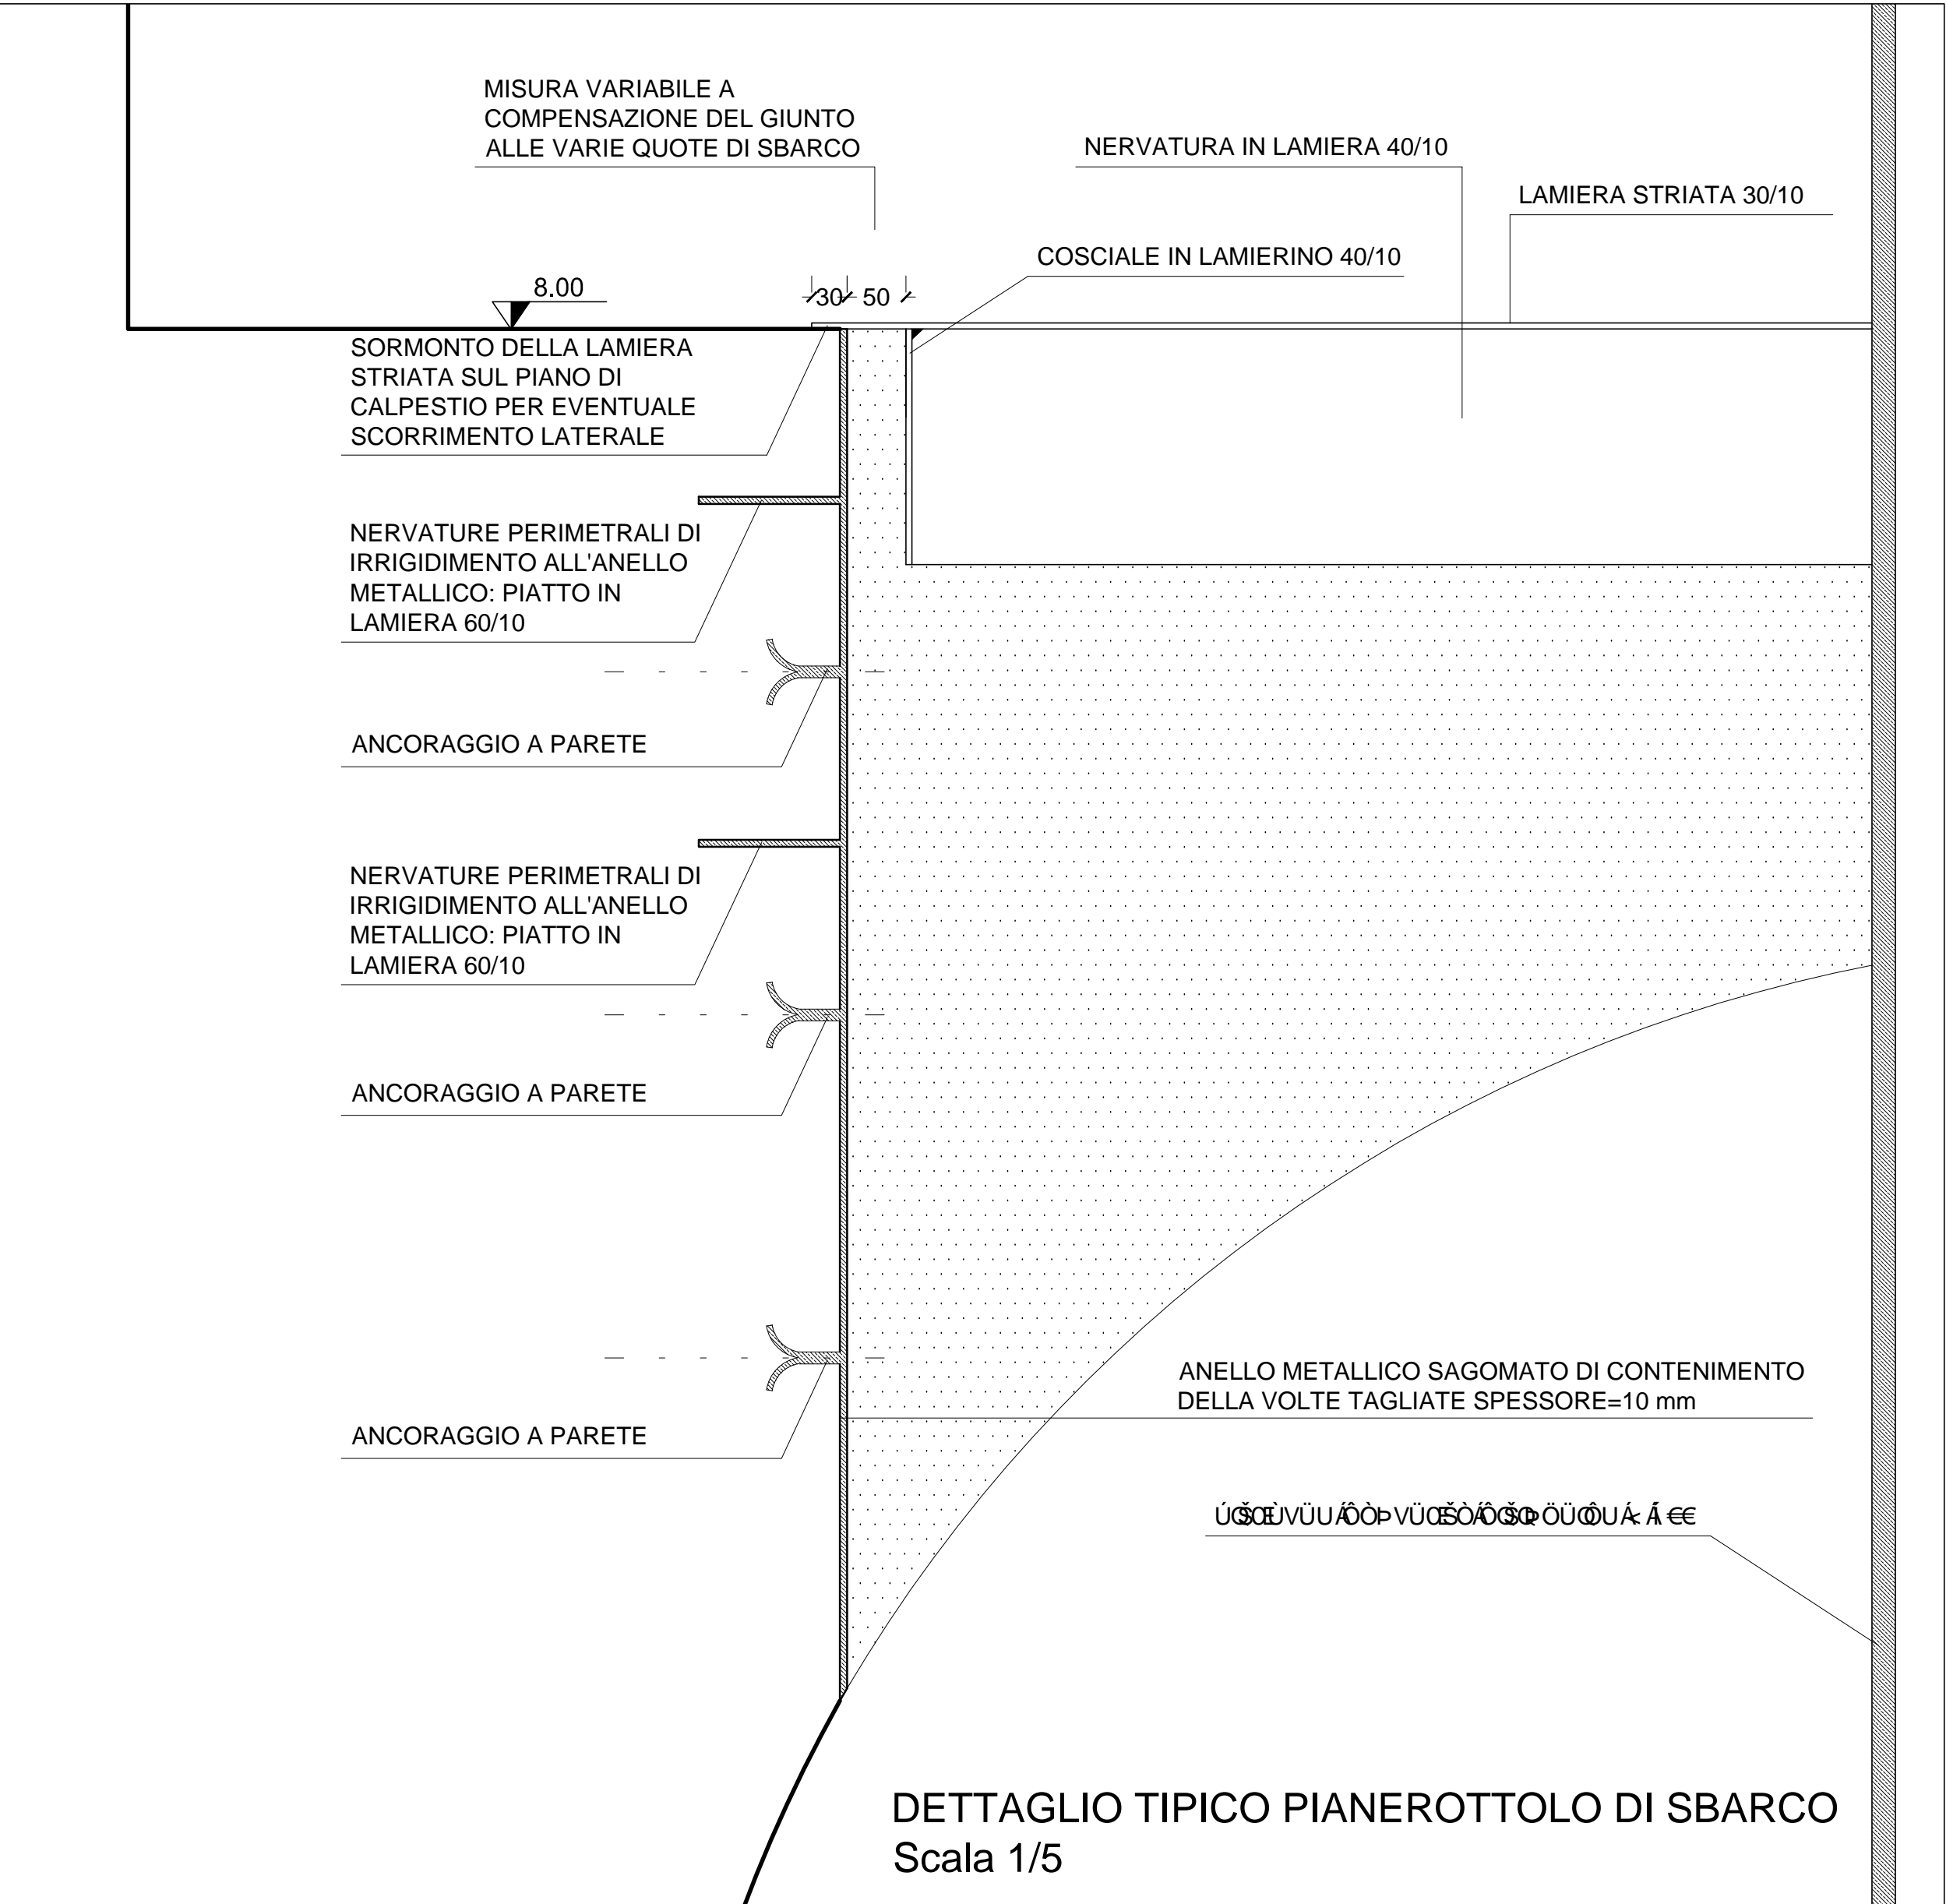 MISURA VARIABILE A
COMPENSAZIONE DEL GIUNTO
ALLE VARIE QUOTE DI SBARCO
NERVATURA IN LAMIERA 40/10
LAMIERA STRIATA 30/10
COSCIALE IN LAMIERINO 40/10
8.00
30
50
SORMONTO DELLA LAMIERA
STRIATA SUL PIANO DI
CALPESTIO PER EVENTUALE
SCORRIMENTO LATERALE
NERVATURE PERIMETRALI DI
IRRIGIDIMENTO ALL'ANELLO
METALLICO: PIATTO IN
LAMIERA 60/10
ANCORAGGIO A PARETE
NERVATURE PERIMETRALI DI
IRRIGIDIMENTO ALL'ANELLO
METALLICO: PIATTO IN
LAMIERA 60/10
ANCORAGGIO A PARETE
ANELLO METALLICO SAGOMATO DI CONTENIMENTO
DELLA VOLTE TAGLIATE SPESSORE=10 mm
ANCORAGGIO A PARETE
DETTAGLIO TIPICO PIANEROTTOLO DI SBARCO
Scala 1/5